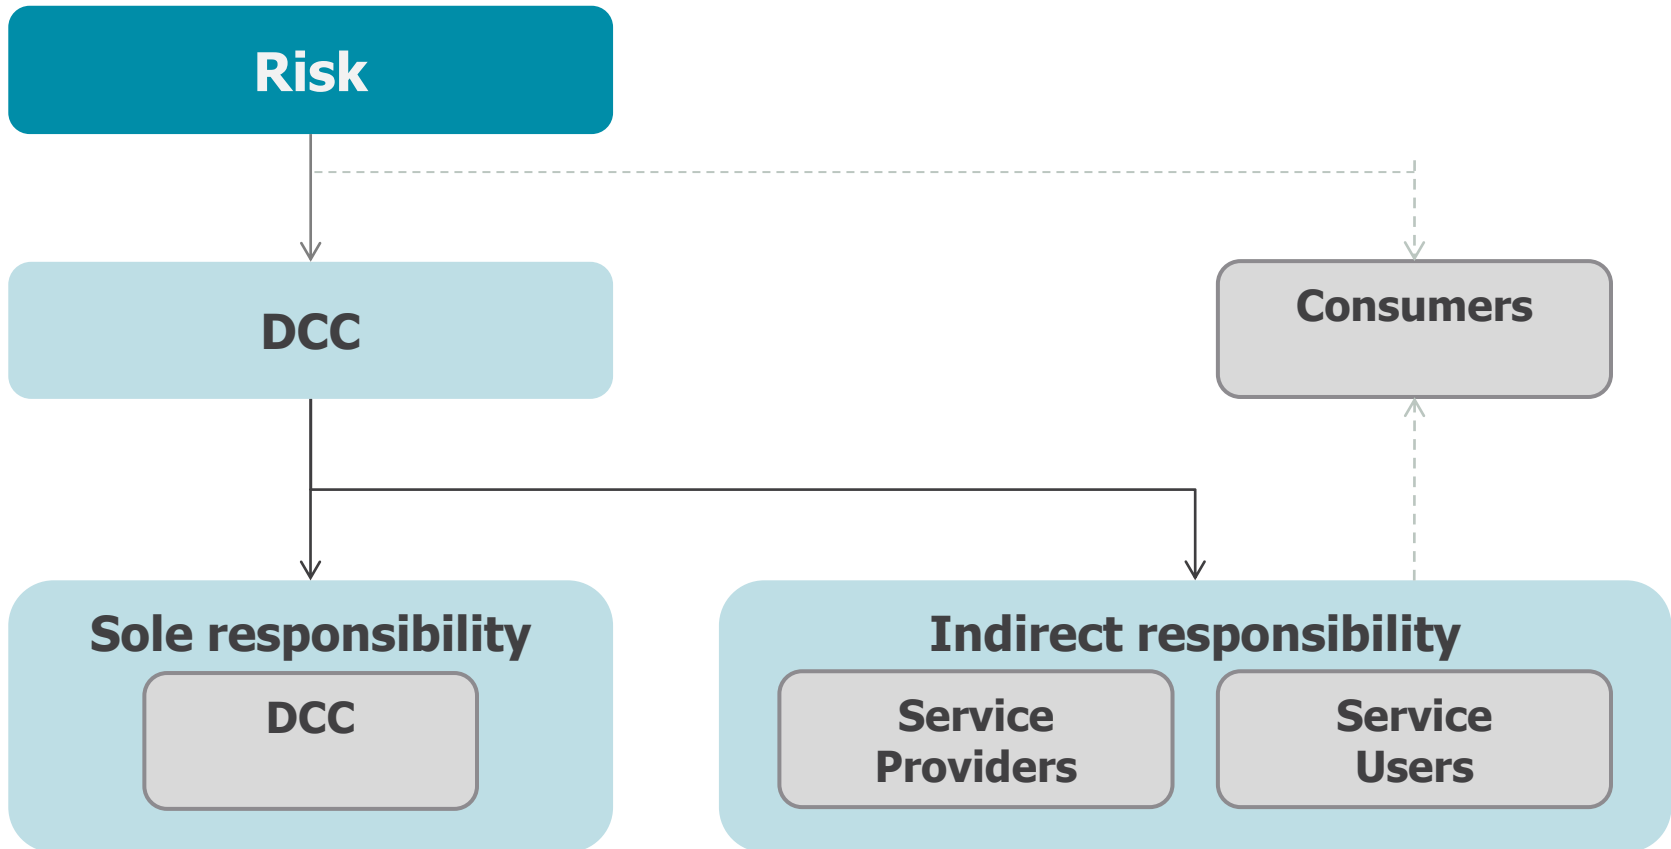 Risk
DCC
Consumers
Sole responsibility
DCC
Indirect responsibility
Service
Providers
Service
Users